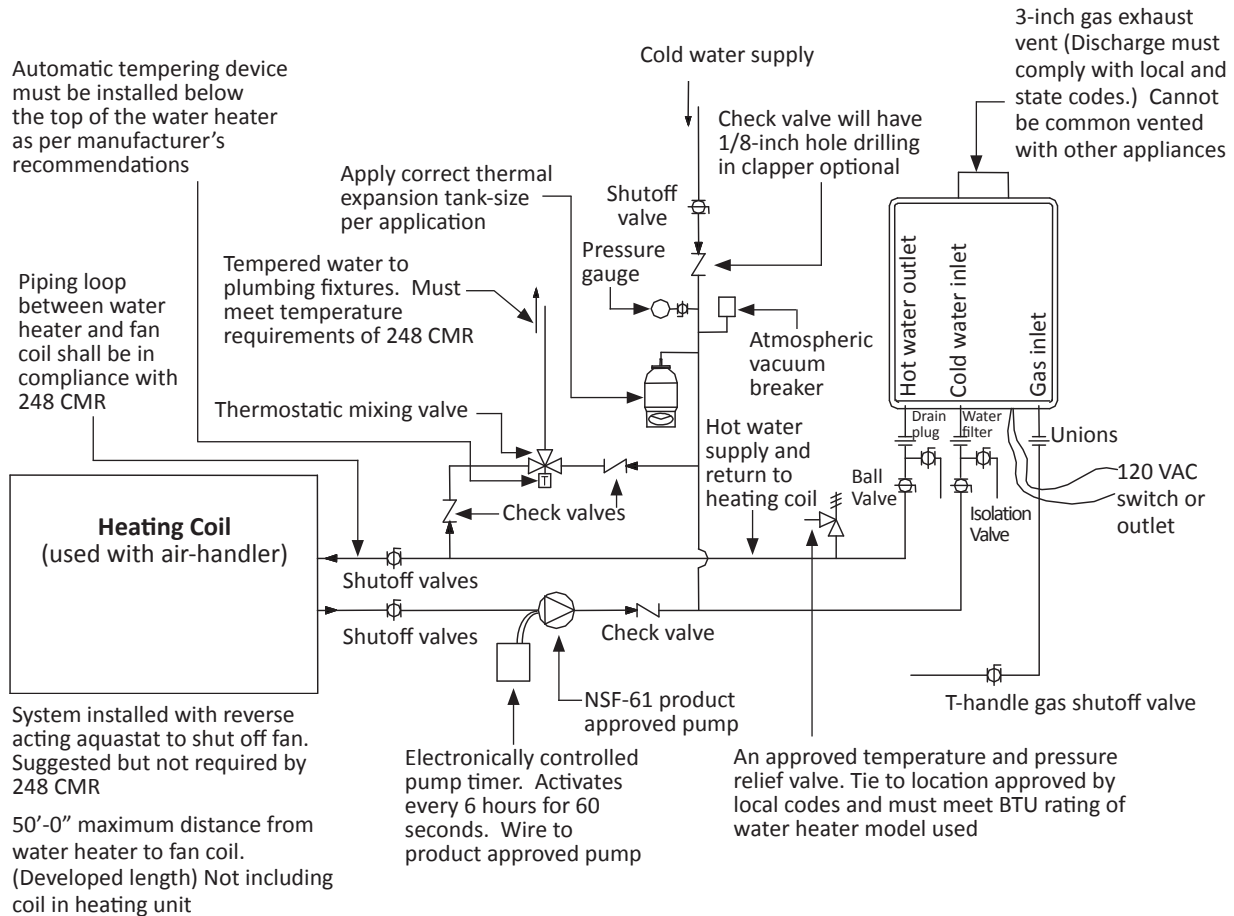 Automatic tempering device
must be installed below
the top of the water heater
as per manufacturer’s
recommendations
Cold water supply
3-inch gas exhaust
vent (Discharge must
comply with local and
state codes.) Cannot
be common vented
with other appliances
Check valve will have
1/8-inch hole drilling
in clapper optional
Apply correct thermal
expansion tank-size
per application
Shutoff
valve
Pressure
gauge
Piping loop
between water
heater and fan
coil shall be in
compliance with
248 CMR
Tempered water to
plumbing fixtures. Must
meet temperature
requirements of 248 CMR
Atmospheric
vacuum
breaker
Hot water outlet
Cold water inlet
Gas inlet
Thermostatic mixing valve
Hot water
supply and
return to
heating coil
Drain
plug
Water
filter
Unions
Ball
Valve
Isolation
Valve
120 VAC
switch or
outlet
T
Check valves
Heating Coil
(used with air-handler)
Shutoff valves
Shutoff valves
Check valve
T-handle gas shutoff valve
NSF-61 product
approved pump
System installed with reverse
acting aquastat to shut off fan.
Suggested but not required by
248 CMR
50’-0” maximum distance from
water heater to fan coil.
(Developed length) Not including
coil in heating unit
Electronically controlled
pump timer. Activates
every 6 hours for 60
seconds. Wire to
product approved pump
An approved temperature and pressure
relief valve. Tie to location approved by
local codes and must meet BTU rating of
water heater model used